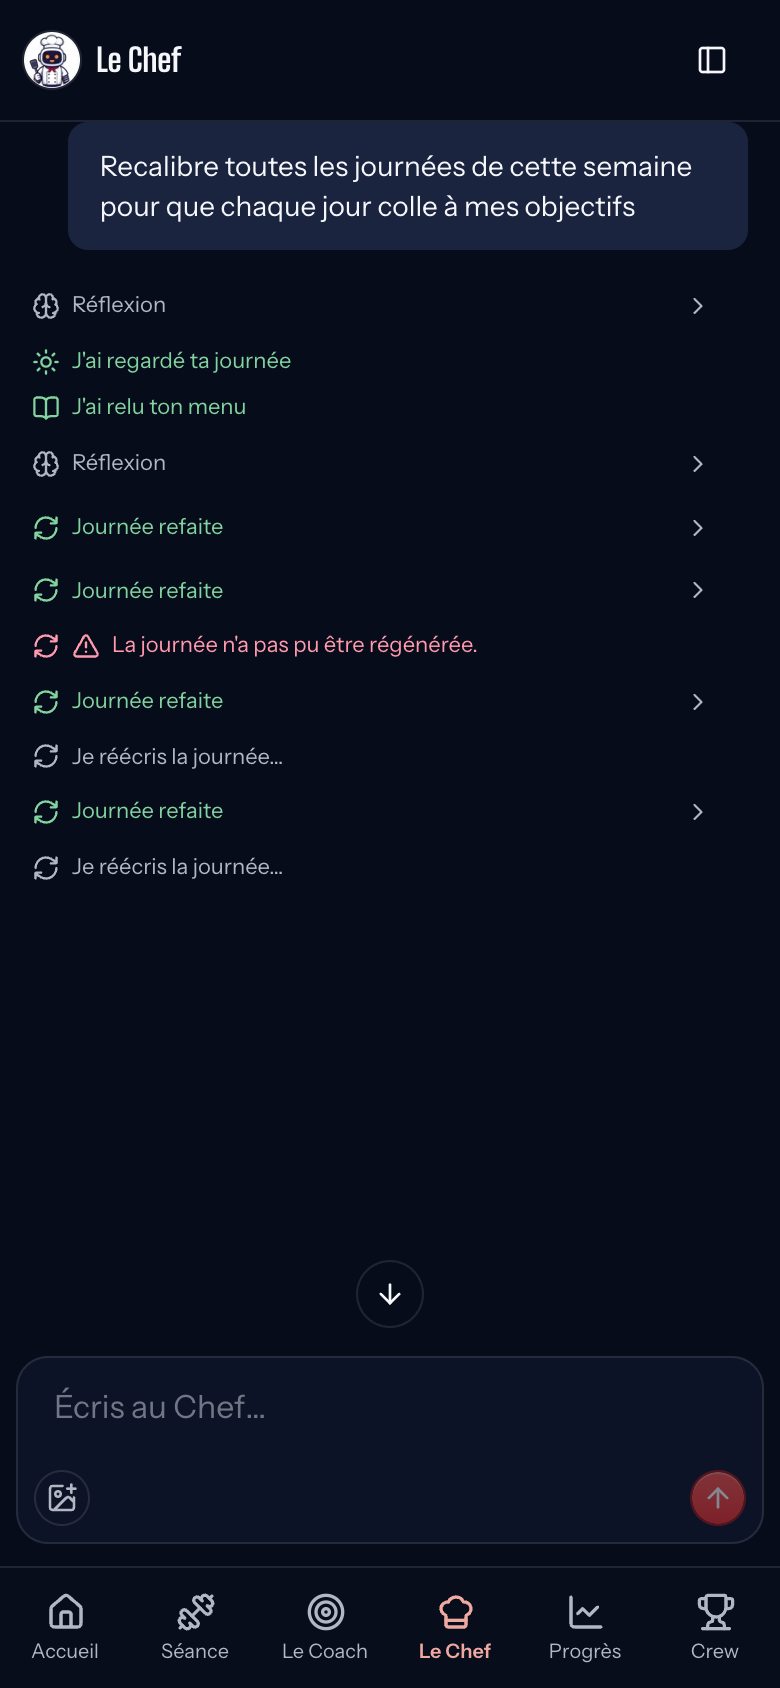 Le Chef
Recalibre toutes les journées de cette semaine
pour que chaque jour colle à mes objectifs
Réflexion
J'ai regardé ta journée
J'ai relu ton menu
Réflexion
Journée refaite
Journée refaite
La journée n'a pas pu être régénérée.
Journée refaite
Je réécris la journée...
Journée refaite
Je réécris la journée...
Écris au Chef...
Accueil
Séance
Le Coach
Le Chef
Progrès
Crew